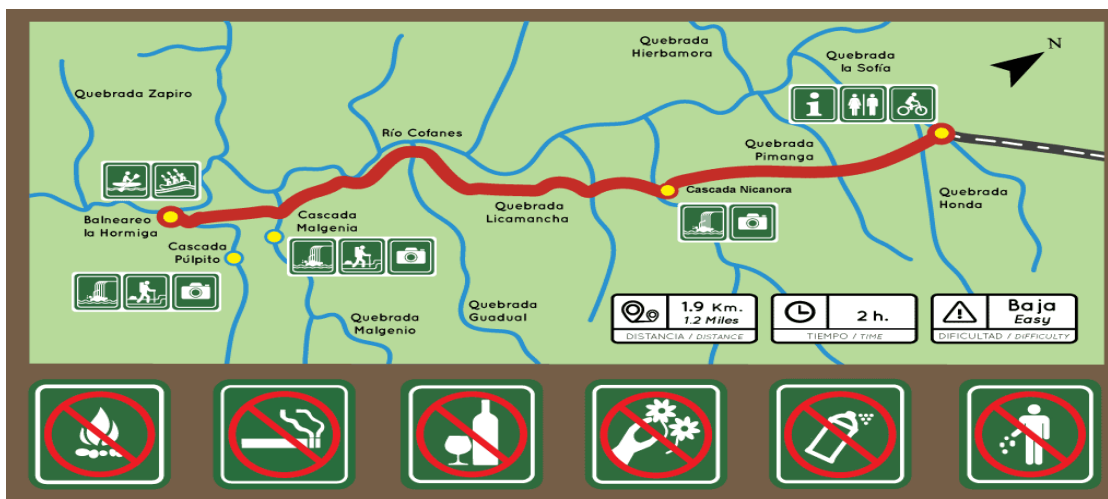 N
Quebrada
Hierbamora
Quebrada
la Sofía
Quebrada Zapiro
Río Cofanes
Quebrada
Pimanga
Cascada Nicanora
Quebrada
Honda
Balneareo
la Hormiga
Cascada
Malgenia
Quebrada
Licamancha
Cascada
Púlpito
Quebrada
Guadual
Quebrada
Malgenio
1.9 Km.
1.2 Miles
DISTANCIA / DISTANCE
2 h.
TIEMPO / TIME
Baja
Easy
DIFICULTAD / DIFFICULTY